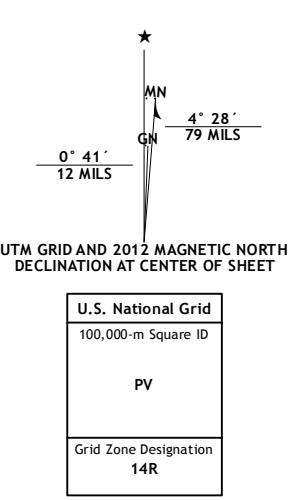 ★
MN
4° 28´
79 MILS
GN
0° 41´
12 MILS
UTM GRID AND 2012 MAGNETIC NORTH
DECLINATION AT CENTER OF SHEET
U.S. National Grid
100,000-m Square ID
PV
Grid Zone Designation
14R